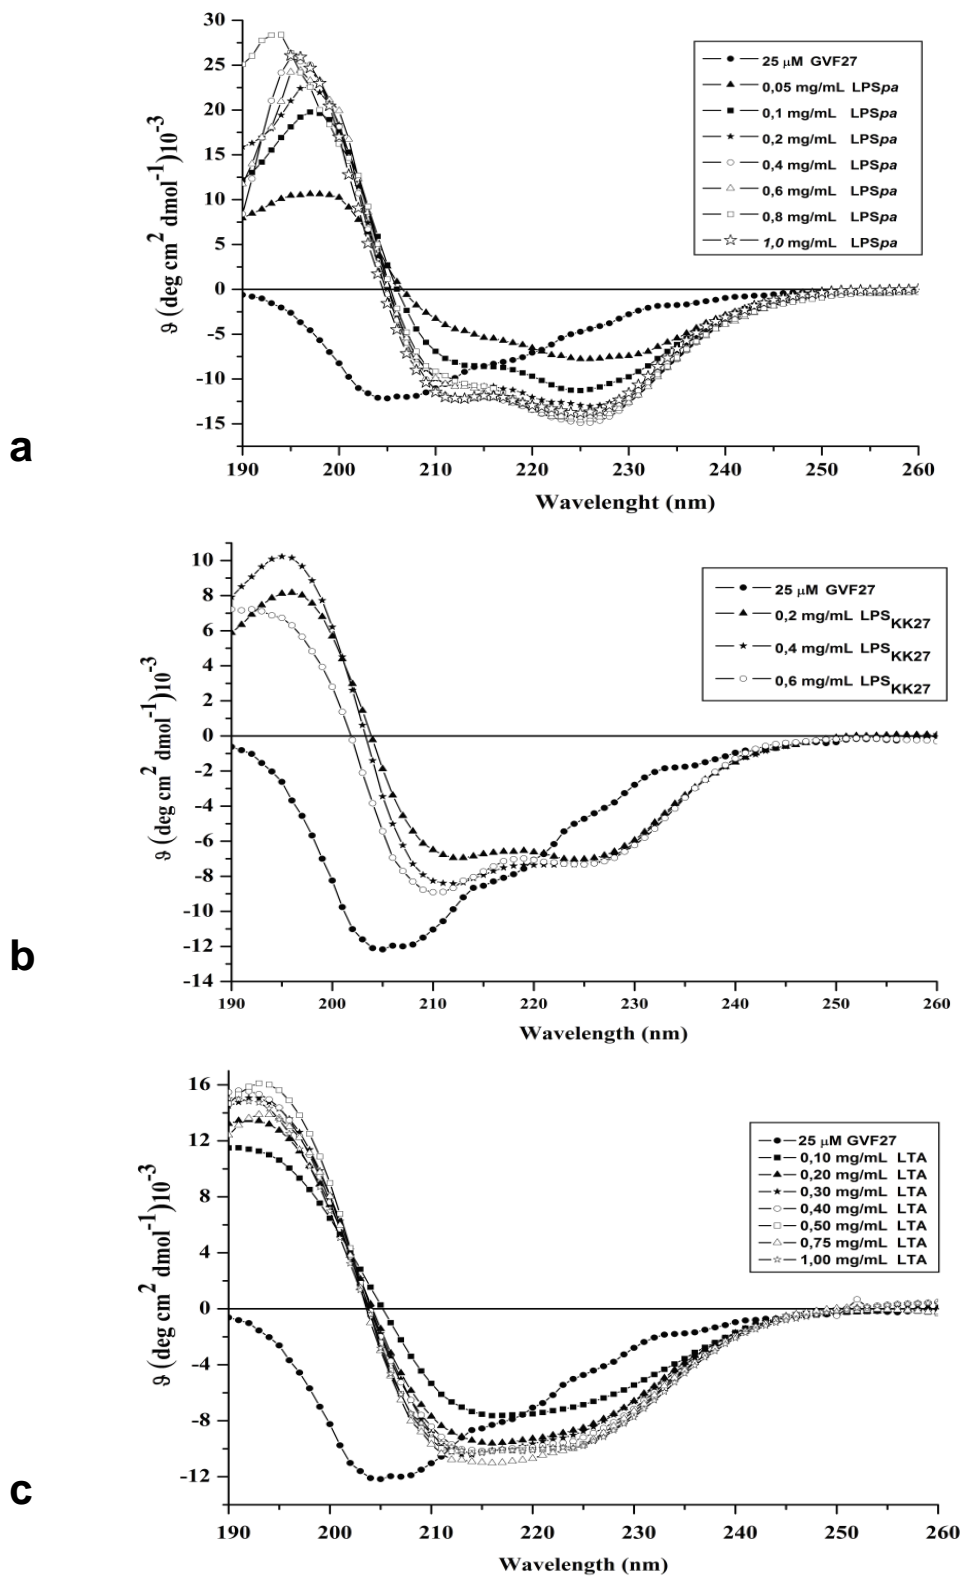 30
25
20
15
10
5
0
-5
-10
-15
ϑ (deg cm² dmol⁻¹)10⁻³
25 μM GVF27
0,05 mg/mL LPSpa
0,1 mg/mL LPSpa
0,2 mg/mL LPSpa
0,4 mg/mL LPSpa
0,6 mg/mL LPSpa
0,8 mg/mL LPSpa
1,0 mg/mL LPSpa
190 200 210 220 230 240 250 260
Wavelenght (nm)
a
10
8
6
4
2
0
-2
-4
-6
-8
-10
-12
-14
ϑ (deg cm² dmol⁻¹)10⁻³
25 μM GVF27
0,2 mg/mL LPSKK27
0,4 mg/mL LPSKK27
0,6 mg/mL LPSKK27
190 200 210 220 230 240 250 260
Wavelength (nm)
b
16
12
8
4
0
-4
-8
-12
ϑ (deg cm² dmol⁻¹)10⁻³
25 μM GVF27
0,10 mg/mL LTA
0,20 mg/mL LTA
0,30 mg/mL LTA
0,40 mg/mL LTA
0,50 mg/mL LTA
0,75 mg/mL LTA
1,00 mg/mL LTA
190 200 210 220 230 240 250 260
Wavelength (nm)
c